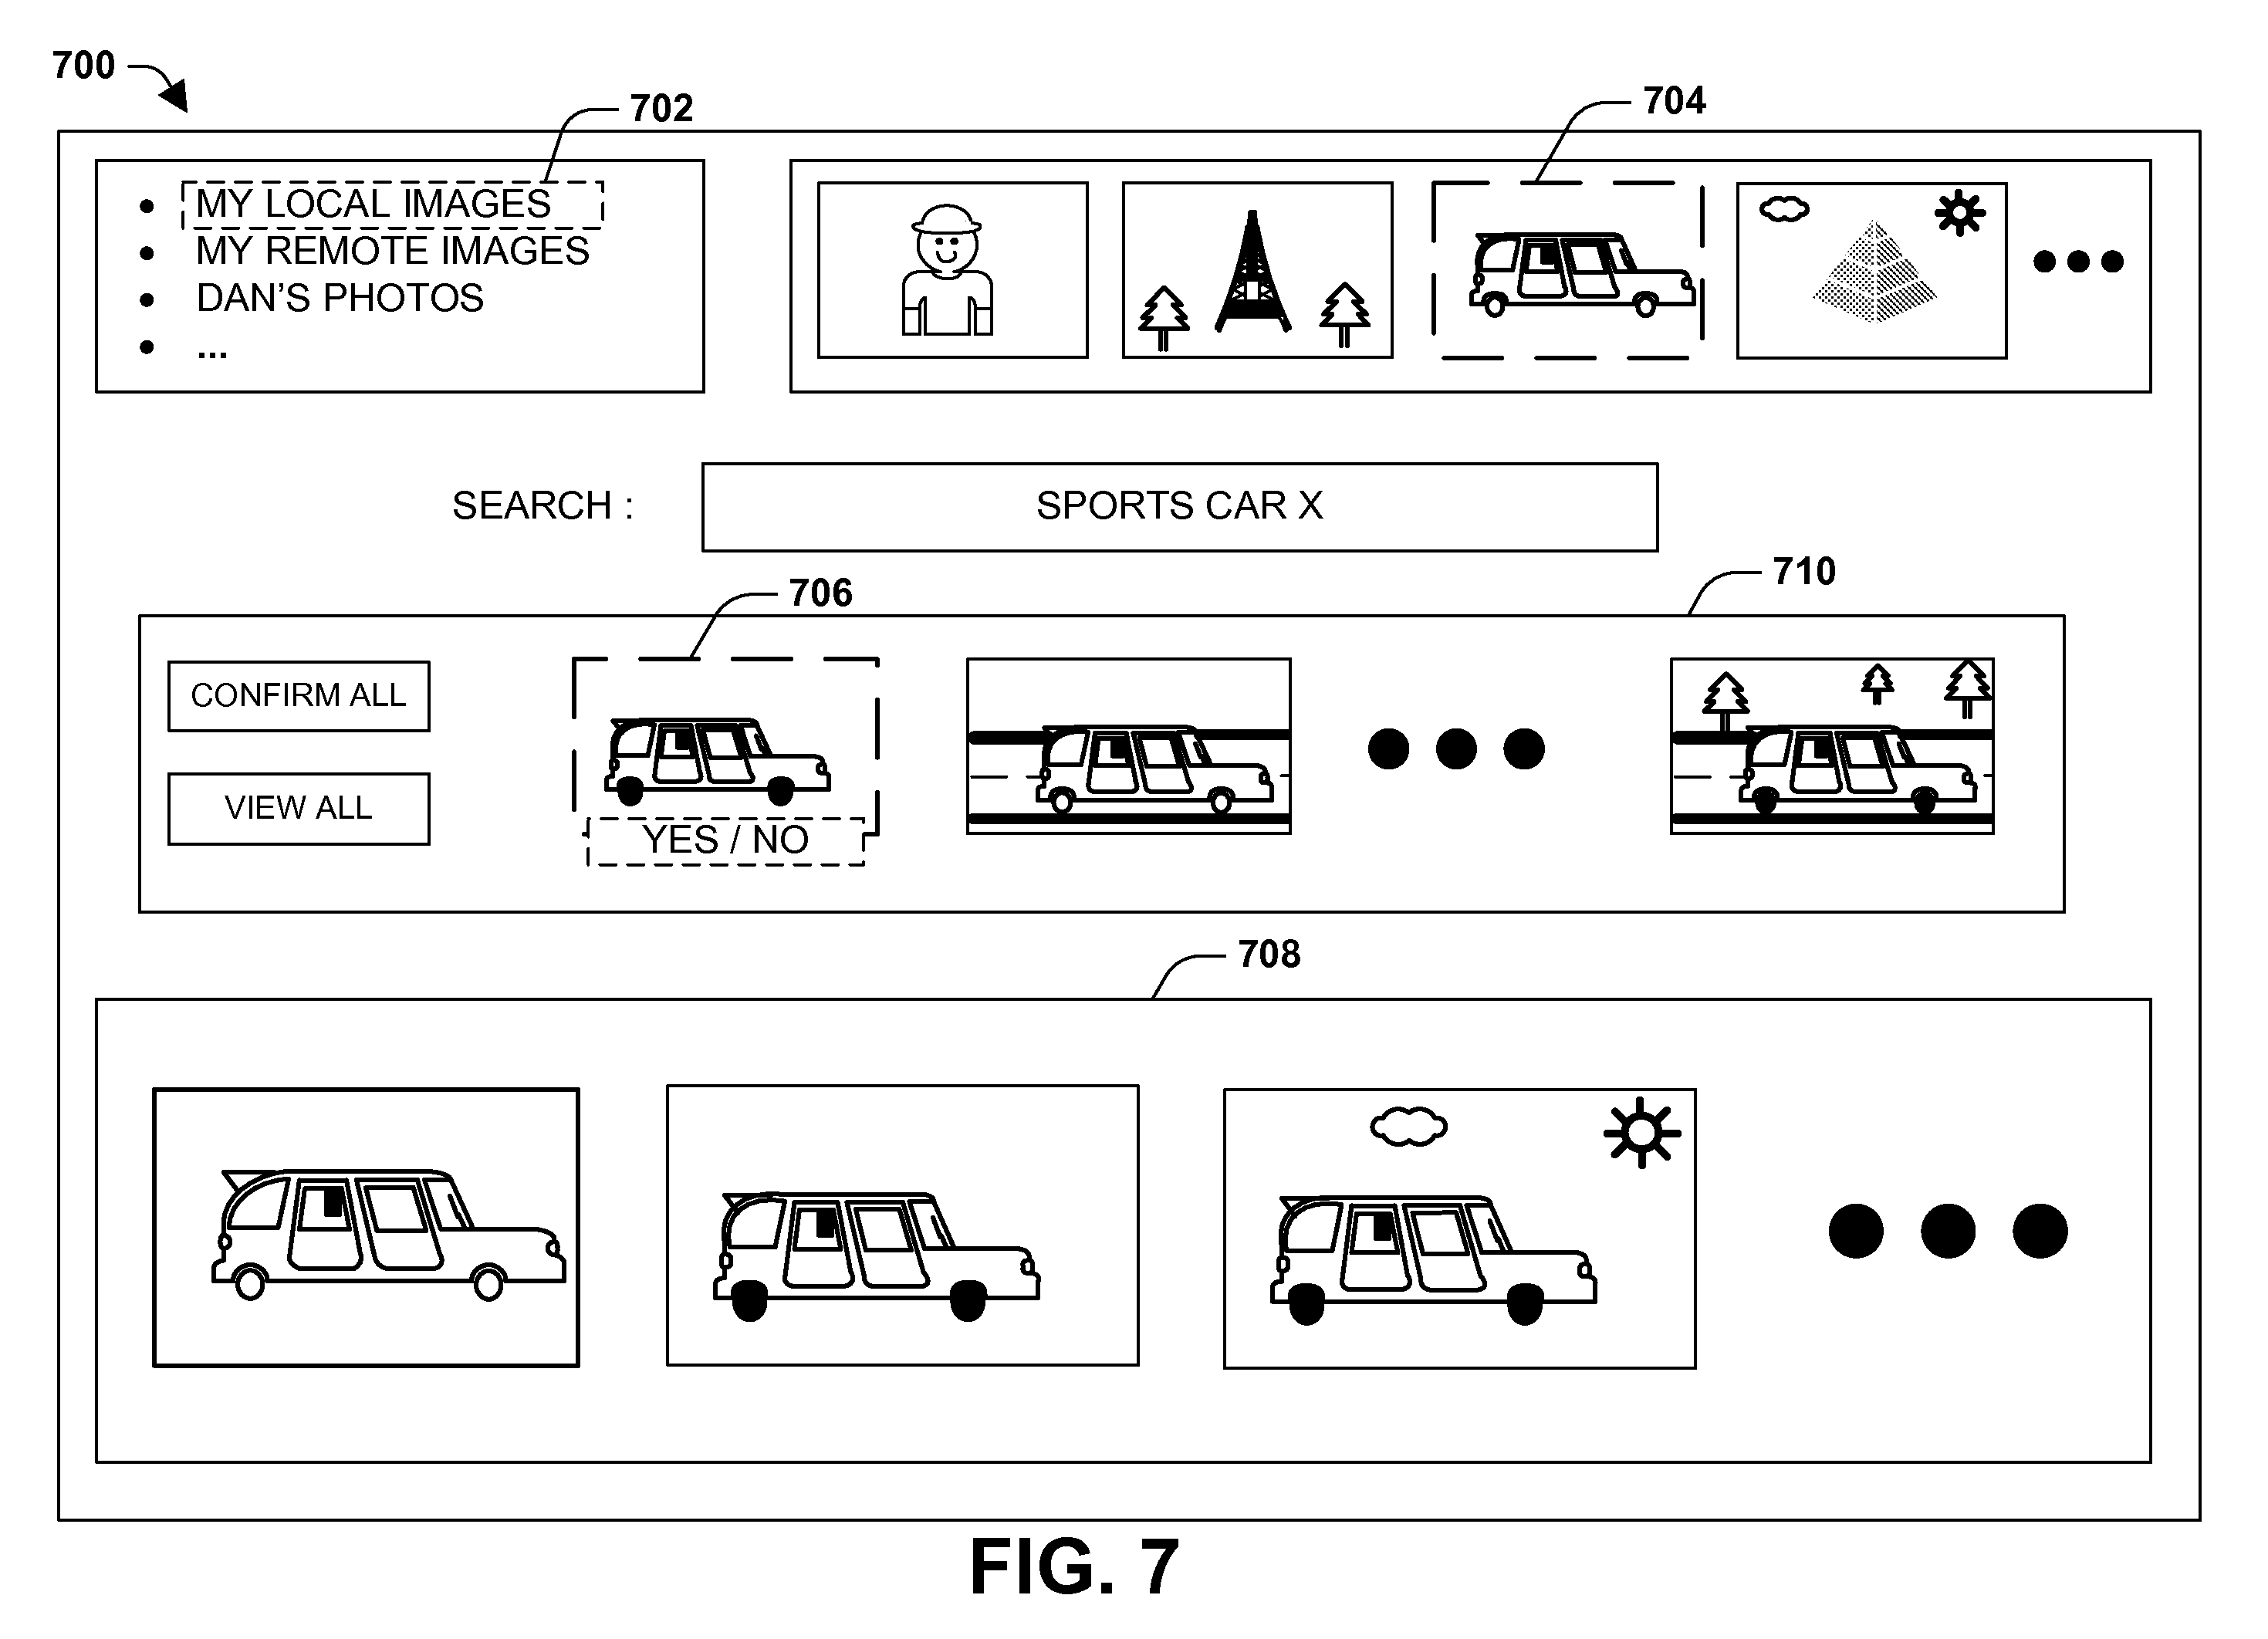 700
702
704
• MY LOCAL IMAGES
• MY REMOTE IMAGES
• DAN'S PHOTOS
• ...
SEARCH : SPORTS CAR X
706
710
CONFIRM ALL
VIEW ALL
YES / NO
708
FIG. 7